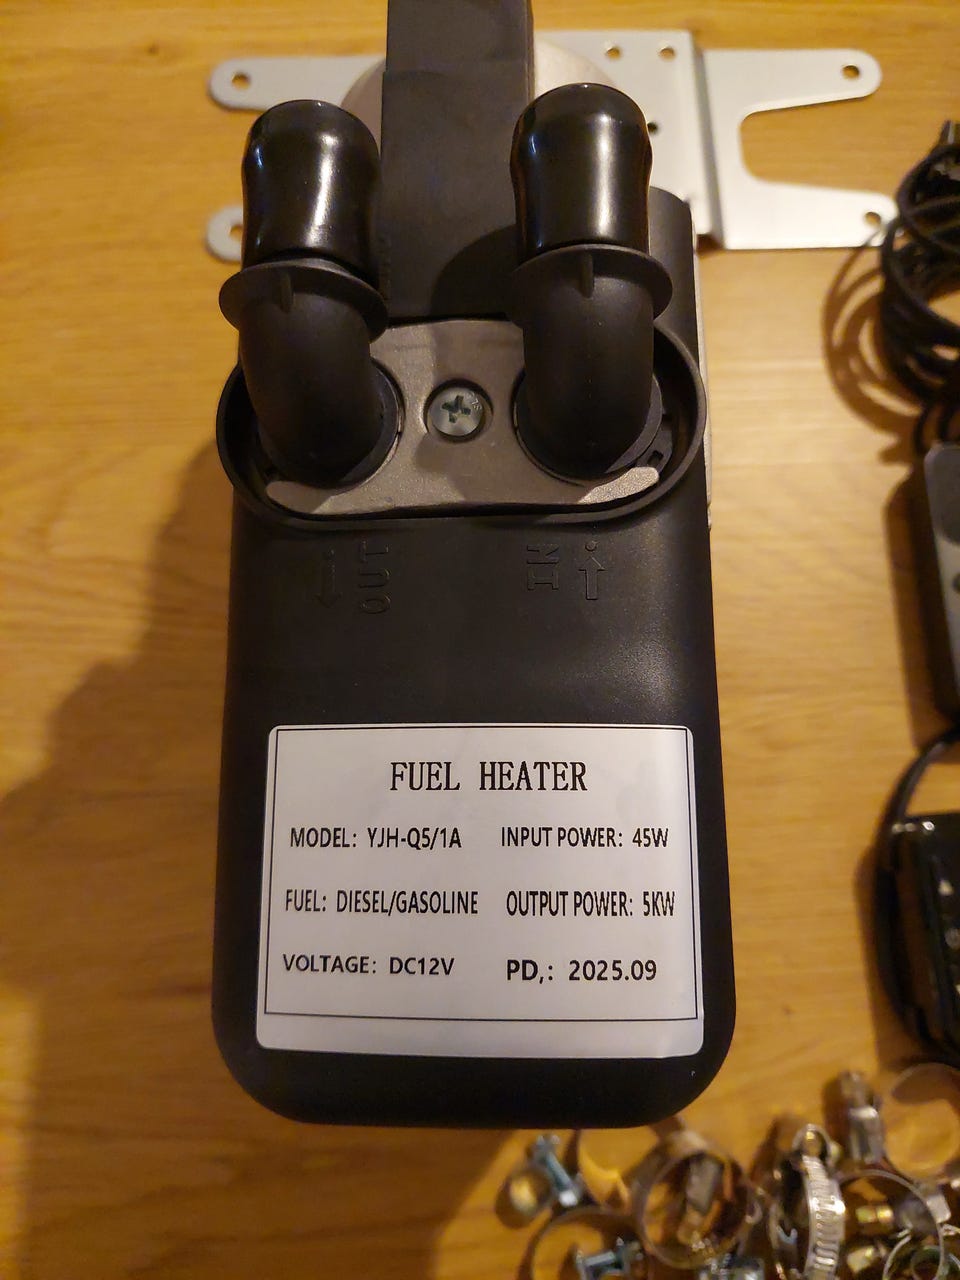 OUT
IN
FUEL HEATER
MODEL: YJH-Q5/1A INPUT POWER: 45W
FUEL: DIESEL/GASOLINE OUTPUT POWER: 5KW
VOLTAGE: DC12V PD,: 2025.09